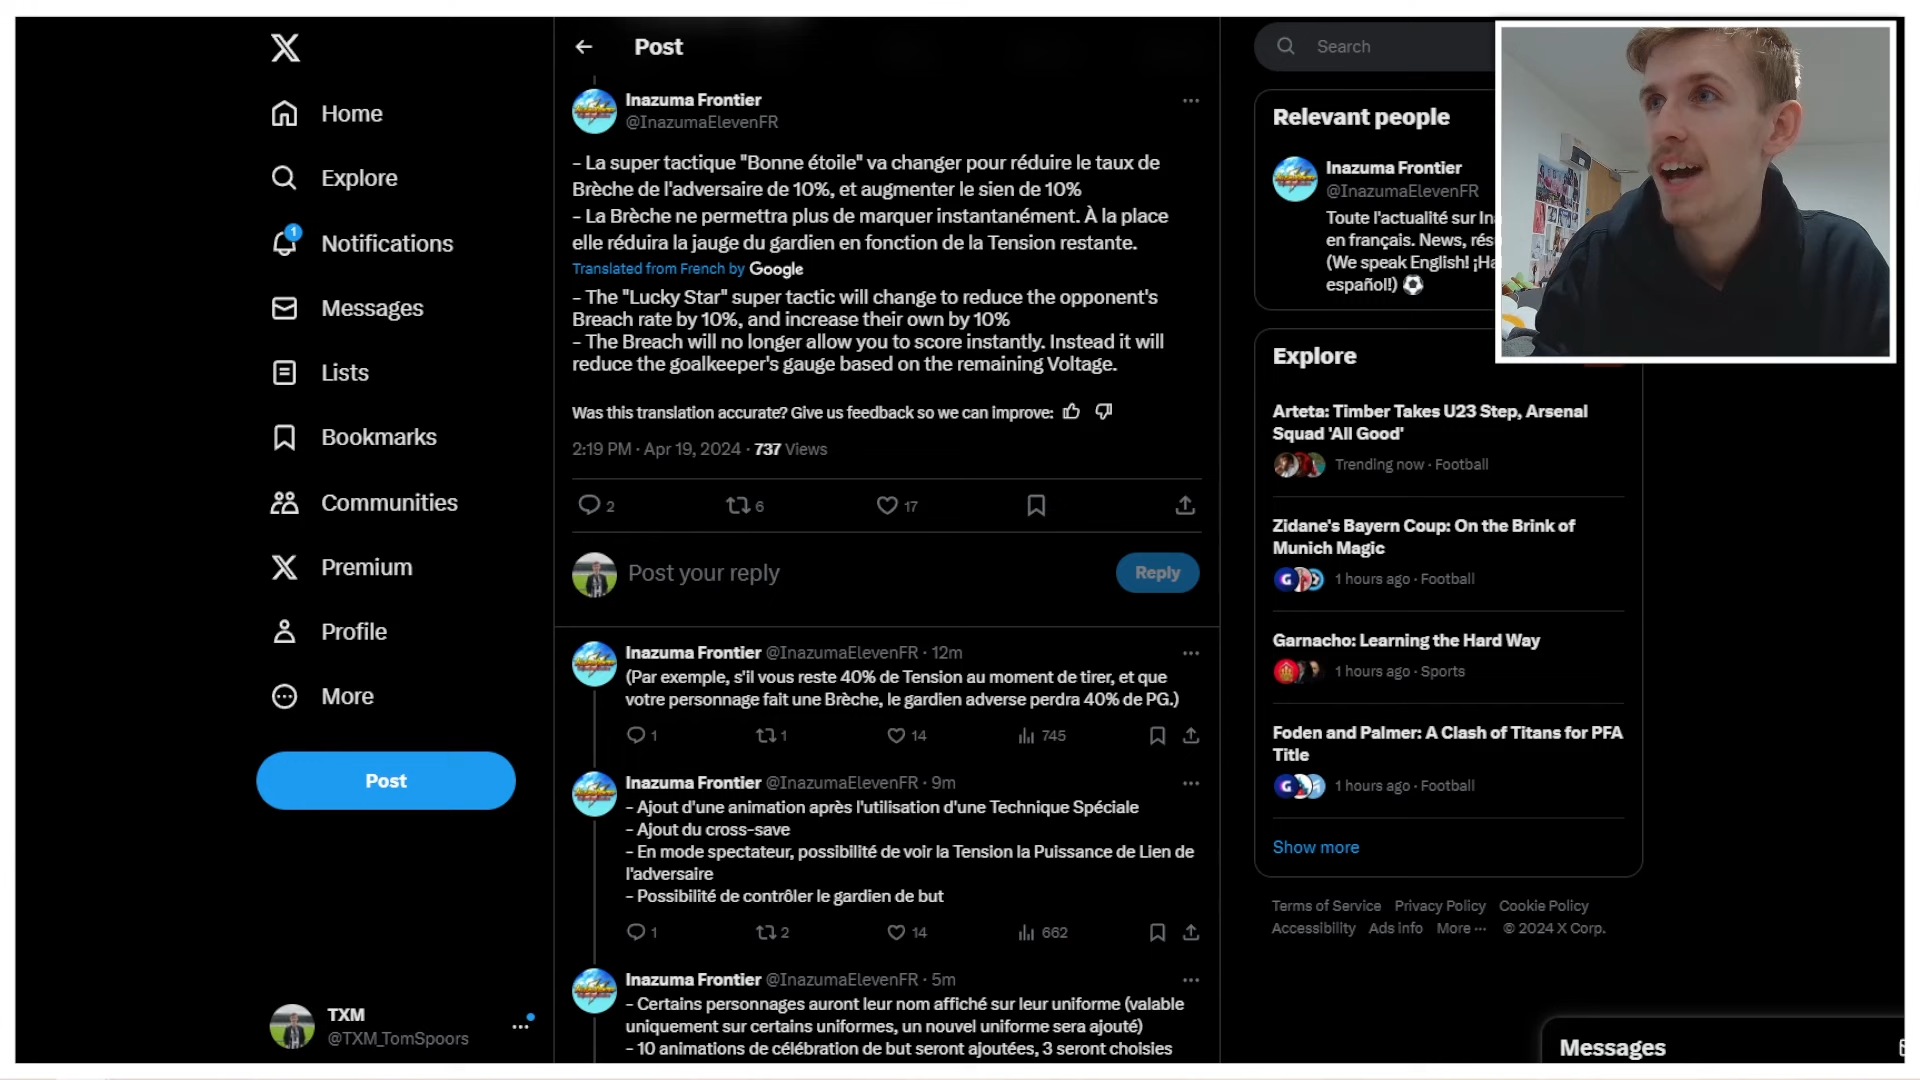 Home
Explore
1
Notifications
Messages
Lists
Bookmarks
Communities
Premium
Profile
More
Post
TXM
@TXM_TomSpoors
Post
Inazuma Frontier
@InazumaElevenFR
- La super tactique "Bonne étoile" va changer pour réduire le taux de
Brèche de l'adversaire de 10%, et augmenter le sien de 10%
- La Brèche ne permettra plus de marquer instantanément. À la place
elle réduira la jauge du gardien en fonction de la Tension restante.
Translated from French by Google
- The "Lucky Star" super tactic will change to reduce the opponent's
Breach rate by 10%, and increase their own by 10%
- The Breach will no longer allow you to score instantly. Instead it will
reduce the goalkeeper's gauge based on the remaining Voltage.
Was this translation accurate? Give us feedback so we can improve:
2:19 PM · Apr 19, 2024 · 737 Views
2 6 17
Post your reply
Reply
Inazuma Frontier @InazumaElevenFR · 12m
(Par exemple, s'il vous reste 40% de Tension au moment de tirer, et que
votre personnage fait une Brèche, le gardien adverse perdra 40% de PG.)
1 1 14 745
Inazuma Frontier @InazumaElevenFR · 9m
- Ajout d'une animation après l'utilisation d'une Technique Spéciale
- Ajout du cross-save
- En mode spectateur, possibilité de voir la Tension la Puissance de Lien de
l'adversaire
- Possibilité de contrôler le gardien de but
1 2 14 662
Inazuma Frontier @InazumaElevenFR · 5m
- Certains personnages auront leur nom affiché sur leur uniforme (valable
uniquement sur certains uniformes, un nouvel uniforme sera ajouté)
- 10 animations de célébration de but seront ajoutées, 3 seront choisies
Search
Relevant people
Inazuma Frontier
@InazumaElevenFR
Toute l'actualité sur
en français. News,
(We speak English!
español!)
Explore
Arteta: Timber Takes U23 Step, Arsenal
Squad 'All Good'
Trending now · Football
Zidane's Bayern Coup: On the Brink of
Munich Magic
1 hours ago · Football
Garnacho: Learning the Hard Way
1 hours ago · Sports
Foden and Palmer: A Clash of Titans for PFA
Title
1 hours ago · Football
Show more
Terms of Service Privacy Policy Cookie Policy
Accessibility Ads info More ··· © 2024 X Corp.
Messages